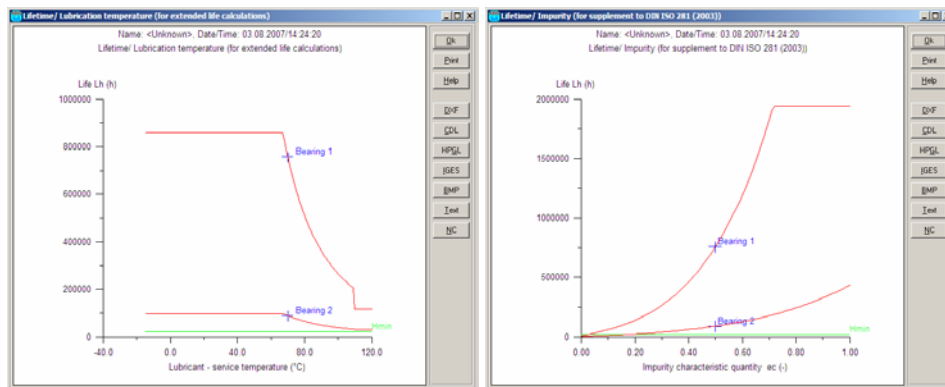 Lifetime/ Lubrication temperature (for extended life calculations)
Name: <Unknown>, Date/Time: 03.08.2007/14:24:20
Lifetime/ Lubrication temperature (for extended life calculations)
Life Lh (h)
1000000
800000
600000
400000
200000
0
-40.0
0.0
40.0
80.0
120.0
Bearing 1
Bearing 2
Hmin
Lubricant - service temperature (°C)
Ok
Print
Help
DXF
CDL
HPGL
IGES
BMP
Text
NC
Lifetime/ Impurity (for supplement to DIN ISO 281 (2003))
Name: <Unknown>, Date/Time: 03.08.2007/14:24:20
Lifetime/ Impurity (for supplement to DIN ISO 281 (2003))
Life Lh (h)
2000000
1500000
1000000
500000
0
0.00
0.20
0.40
0.60
0.80
1.00
Bearing 1
Bearing 2
Hmin
Impurity characteristic quantity ec (-)
Ok
Print
Help
DXF
CDL
HPGL
IGES
BMP
Text
NC